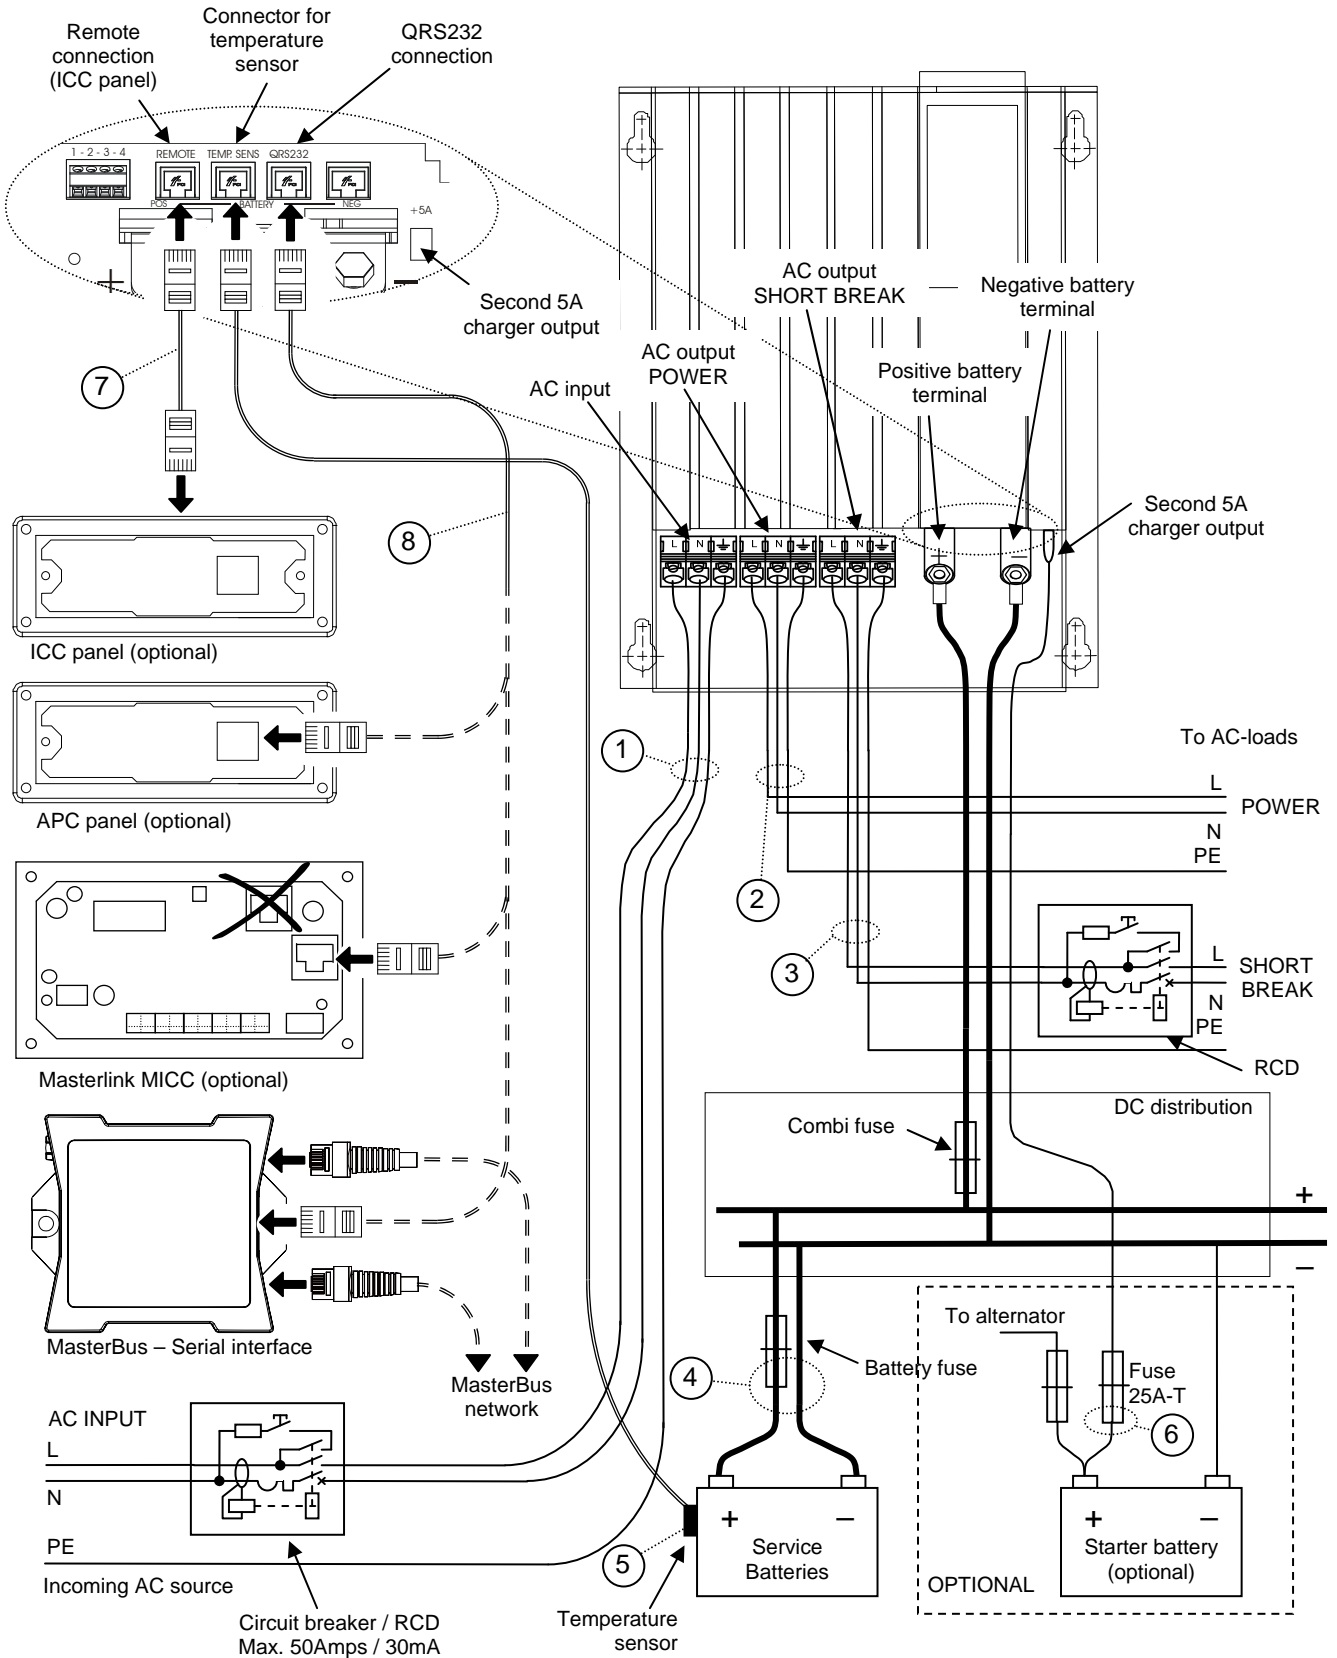 Remote
connection
(ICC panel)
Connector for
temperature
sensor
QRS232
connection
1 - 2 - 3 - 4
REMOTE
TEMP. SENS
QRS232
POS
BATTERY
NEG
+5A
+
−
Second 5A
charger output
AC output
SHORT BREAK
Negative battery
terminal
AC output
POWER
Positive battery
terminal
AC input
7
8
Second 5A
charger output
L N
L N
L N
+
−
ICC panel (optional)
APC panel (optional)
Masterlink MICC (optional)
MasterBus – Serial interface
MasterBus
network
1
2
3
To AC-loads
L
POWER
N
PE
L
SHORT
BREAK
N
PE
RCD
DC distribution
Combi fuse
+
−
4
Battery fuse
To alternator
Fuse
25A-T
6
AC INPUT
L
N
PE
Incoming AC source
Circuit breaker / RCD
Max. 50Amps / 30mA
5
Temperature
sensor
+ −
Service
Batteries
+ −
Starter battery
(optional)
OPTIONAL